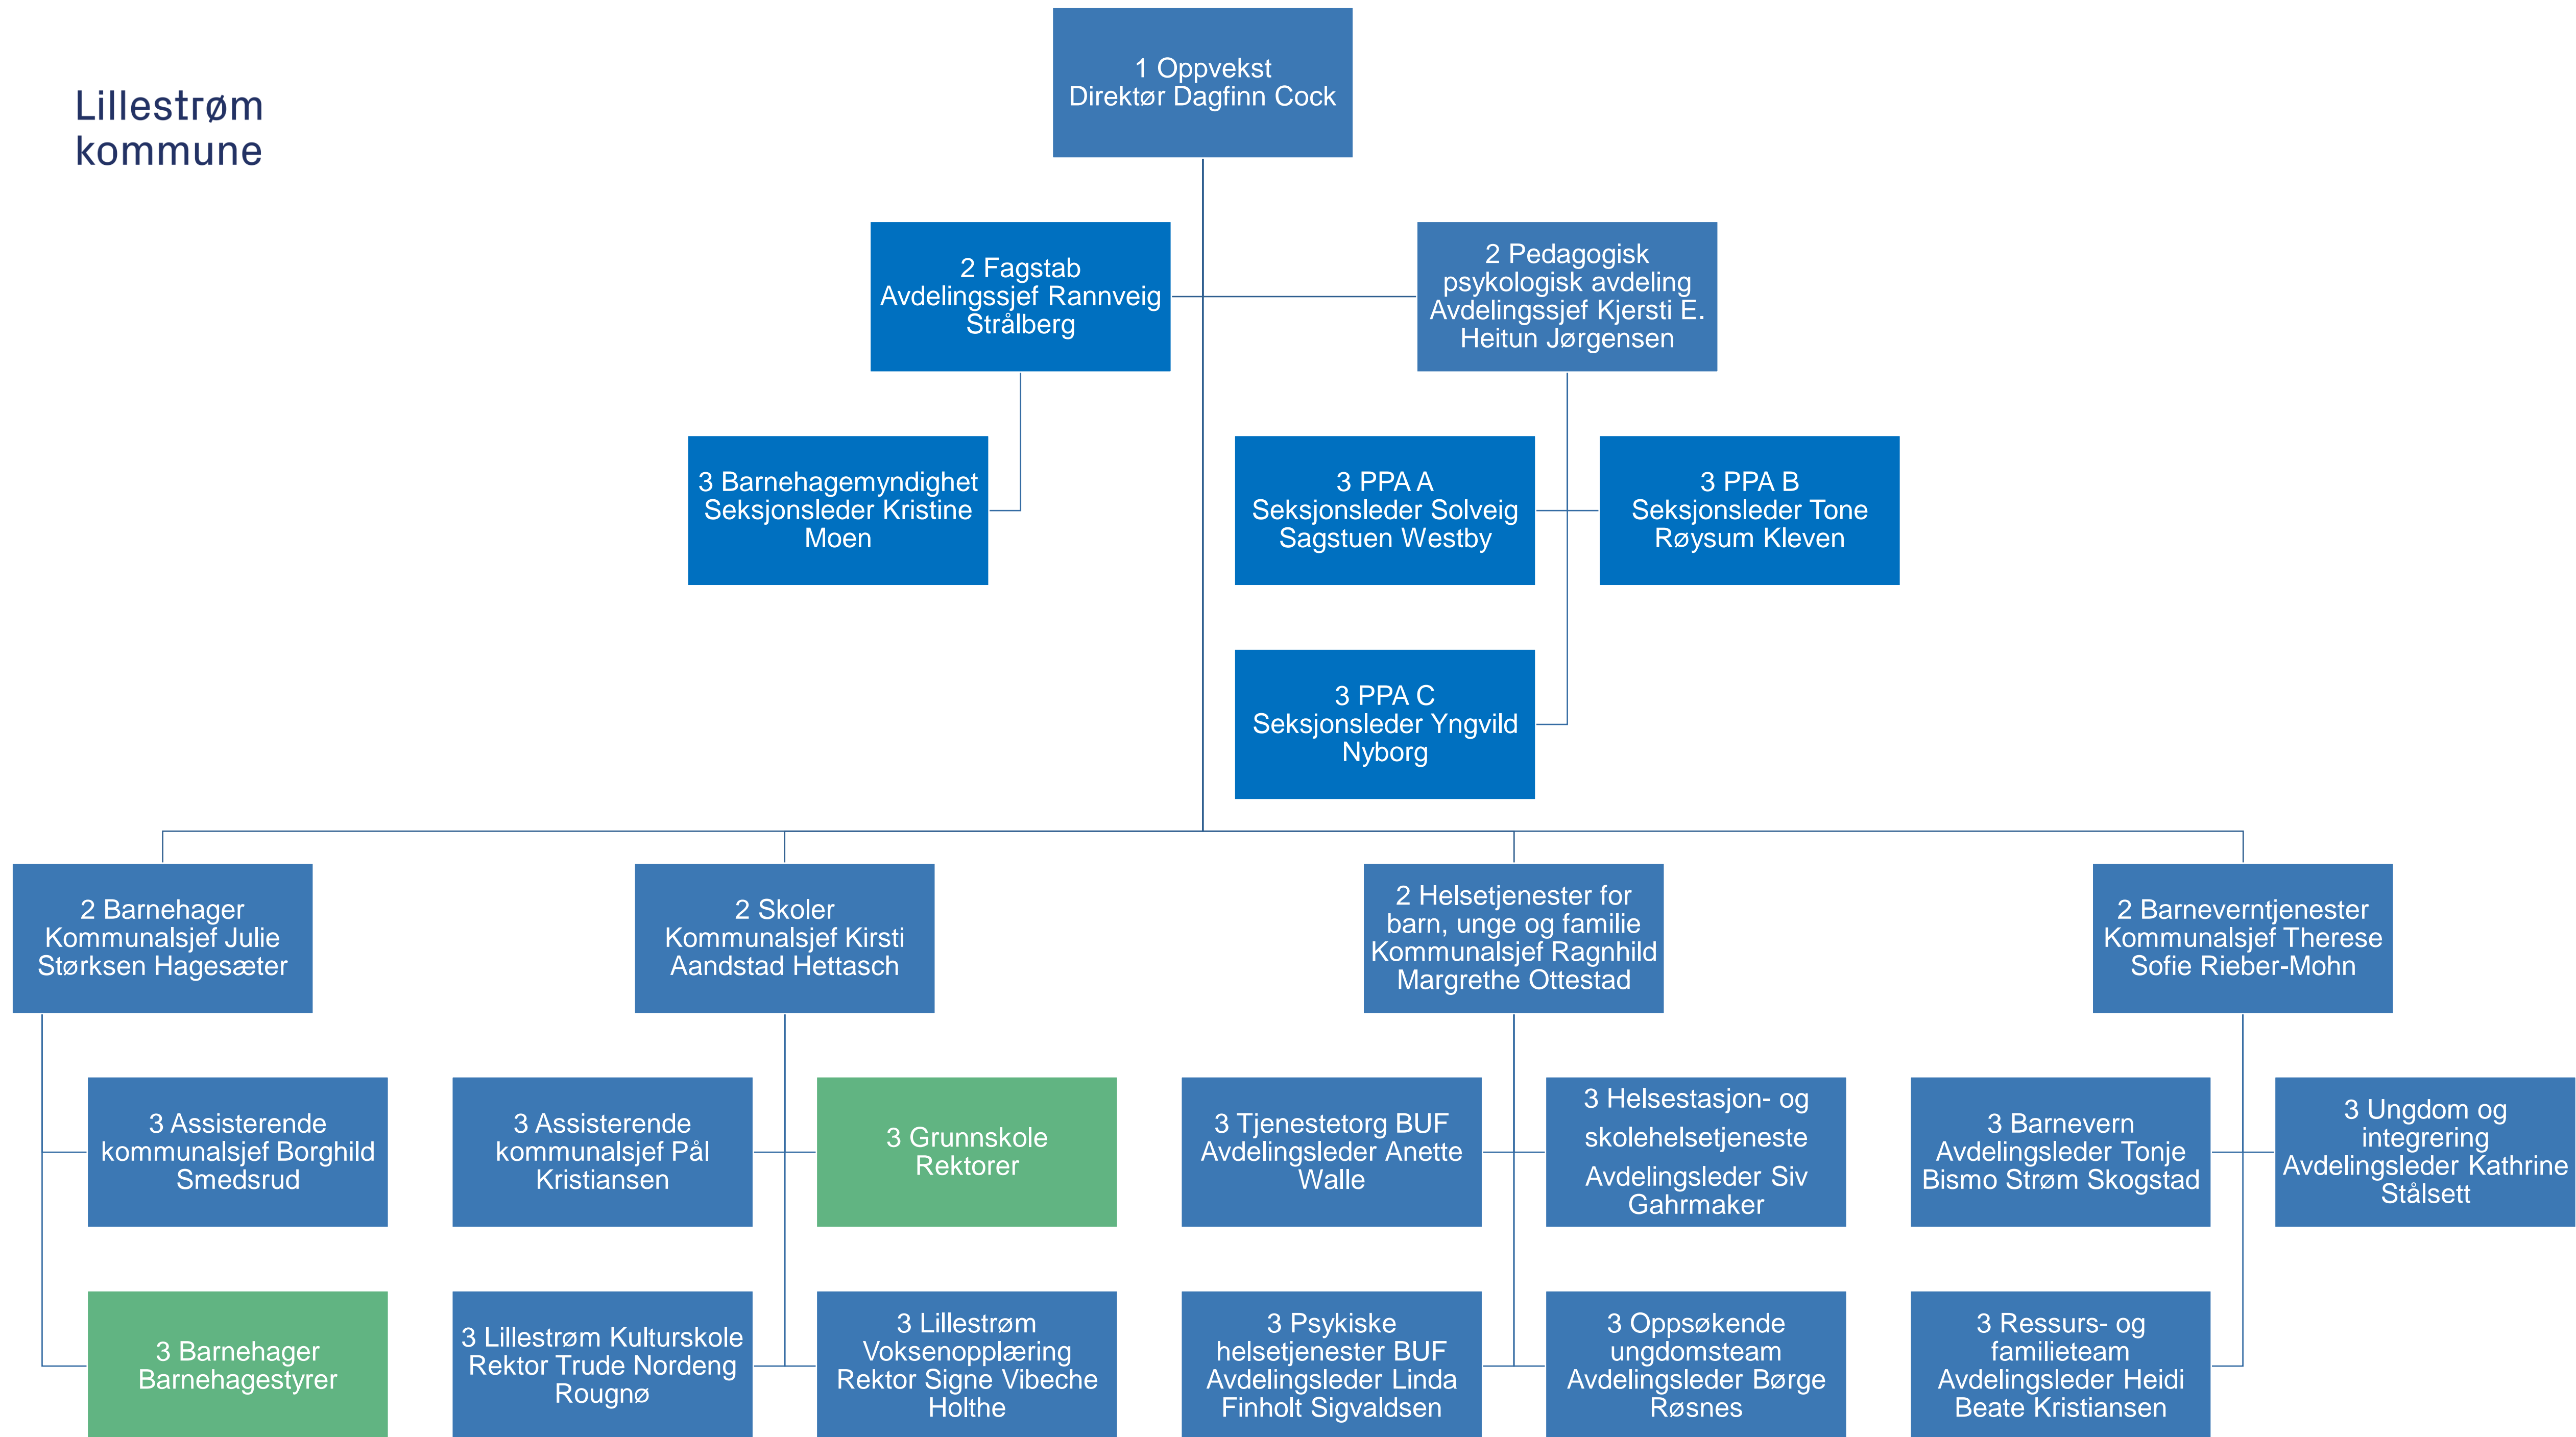 Lillestrøm
kommune
1 Oppvekst
Direktør Dagfinn Cock
2 Fagstab
Avdelingssjef Rannveig
Strålberg
2 Pedagogisk
psykologisk avdeling
Avdelingssjef Kjersti E.
Heitun Jørgensen
3 Barnehagemyndighet
Seksjonsleder Kristine
Moen
3 PPA A
Seksjonsleder Solveig
Sagstuen Westby
3 PPA B
Seksjonsleder Tone
Røysum Kleven
3 PPA C
Seksjonsleder Yngvild
Nyborg
2 Barnehager
Kommunalsjef Julie
Størksen Hagesæter
2 Skoler
Kommunalsjef Kirsti
Aandstad Hettasch
2 Helsetjenester for
barn, unge og familie
Kommunalsjef Ragnhild
Margrethe Ottestad
2 Barneverntjenester
Kommunalsjef Therese
Sofie Rieber-Mohn
3 Assisterende
kommunalsjef Borghild
Smedsrud
3 Assisterende
kommunalsjef Pål
Kristiansen
3 Grunnskole
Rektorer
3 Tjenestetorg BUF
Avdelingsleder Anette
Walle
3 Helsestasjon- og
skolehelsetjeneste
Avdelingsleder Siv
Gahrmaker
3 Barnevern
Avdelingsleder Tonje
Bismo Strøm Skogstad
3 Ungdom og
integrering
Avdelingsleder Kathrine
Stålsett
3 Barnehager
Barnehagestyrer
3 Lillestrøm Kulturskole
Rektor Trude Nordeng
Rougnø
3 Lillestrøm
Voksenopplæring
Rektor Signe Vibeche
Holthe
3 Psykiske
helsetjenester BUF
Avdelingsleder Linda
Finholt Sigvaldsen
3 Oppsøkende
ungdomsteam
Avdelingsleder Børge
Røsnes
3 Ressurs- og
familieteam
Avdelingsleder Heidi
Beate Kristiansen